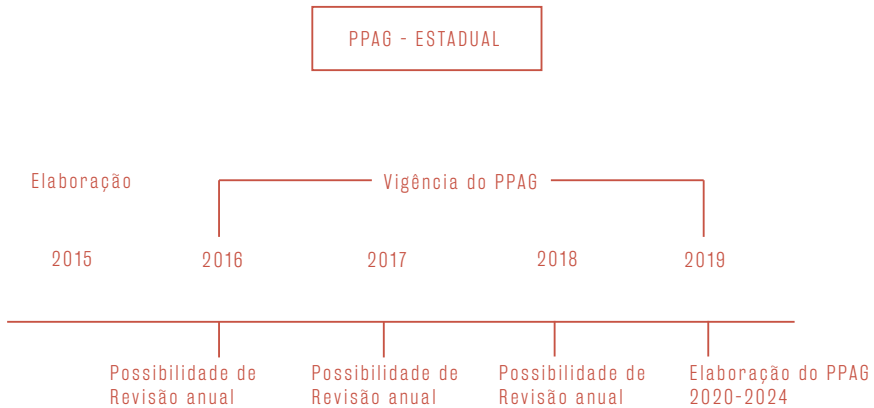 PPAG - ESTADUAL
Elaboração
Vigência do PPAG
2015
2016
2017
2018
2019
Possibilidade de
Revisão anual
Possibilidade de
Revisão anual
Possibilidade de
Revisão anual
Elaboração do PPAG
2020-2024